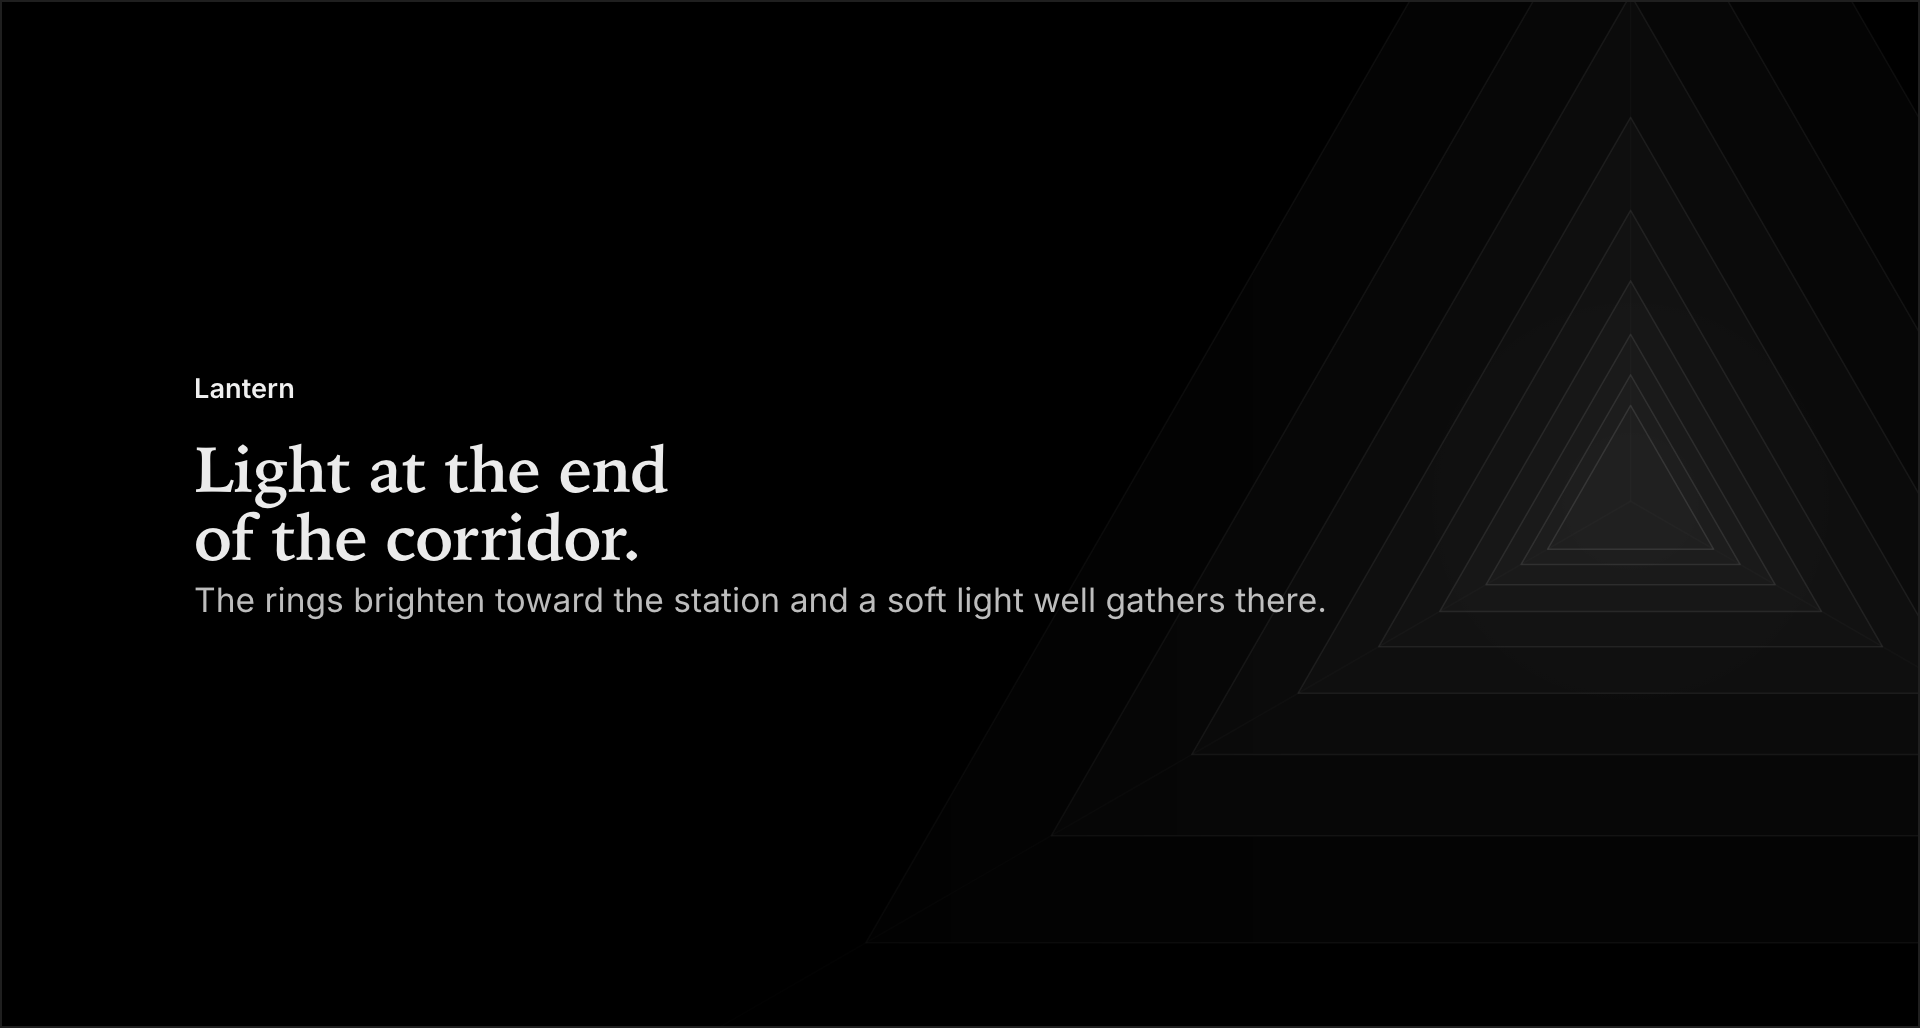 Lantern
Light at the end
of the corridor.
The rings brighten toward the station and a soft light well gathers there.